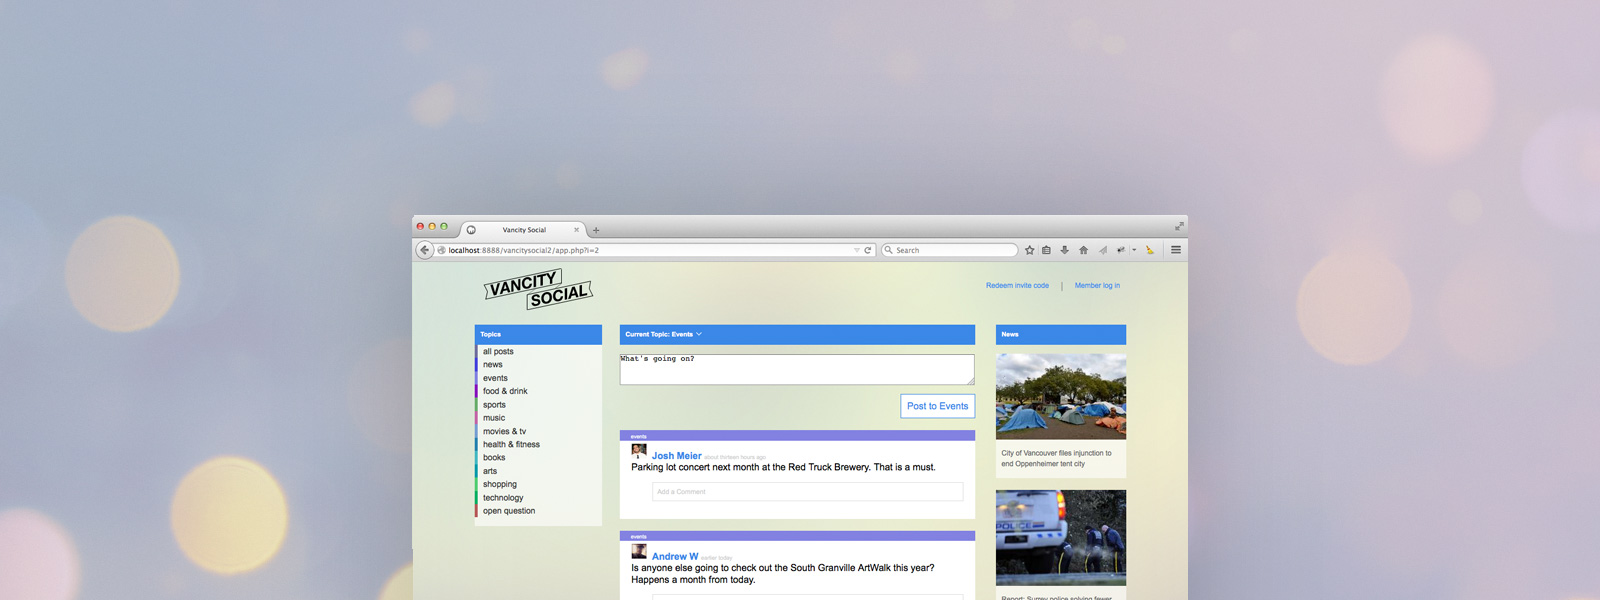 Vancity Social
localhost:8888/vancitysocial2/app.php?i=2
Search
VANCITY
SOCIAL
Redeem invite code | Member log in
Topics
all posts
news
events
food & drink
sports
music
movies & tv
health & fitness
books
arts
shopping
technology
open question
Current Topic: Events
What's going on?
Post to Events
events
Josh Meier about thirteen hours ago
Parking lot concert next month at the Red Truck Brewery. That is a must.
Add a Comment
events
Andrew W earlier today
Is anyone else going to check out the South Granville ArtWalk this year?
Happens a month from today.
News
City of Vancouver files injunction to
end Oppenheimer tent city
POLICE
Report: Surrey police solving fewer